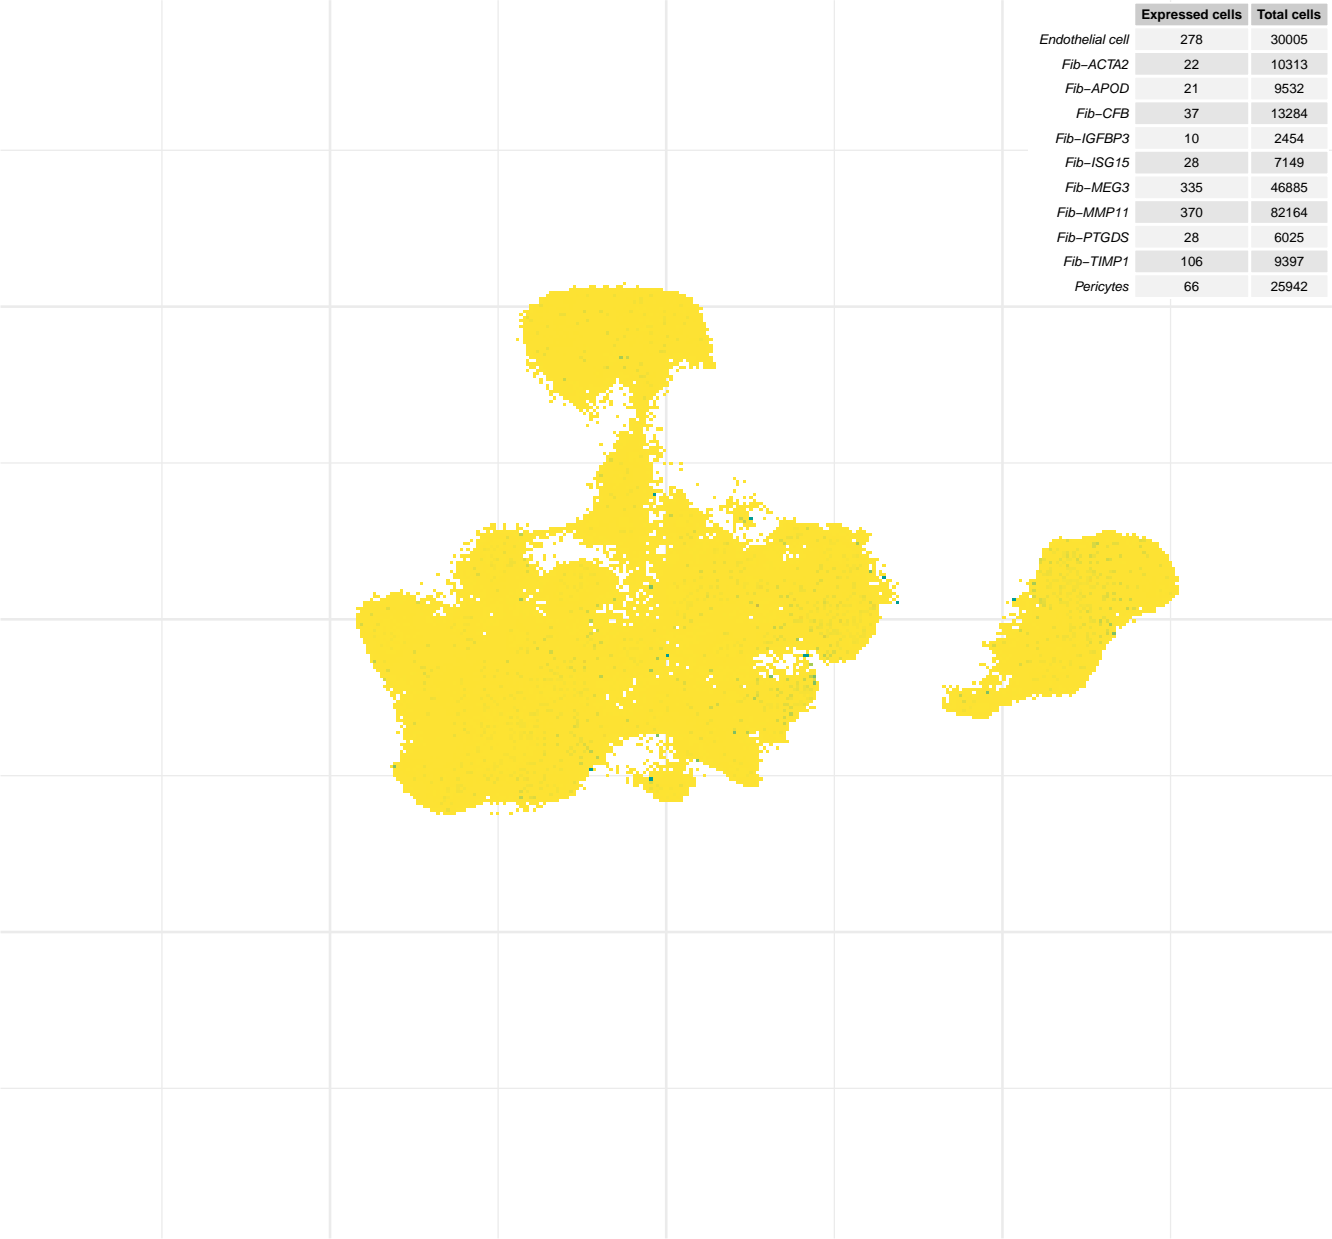 Expressed cells Total cells
Endothelial cell 278 30005
Fib−ACTA2 22 10313
Fib−APOD 21 9532
Fib−CFB 37 13284
Fib−IGFBP3 10 2454
Fib−ISG15 28 7149
Fib−MEG3 335 46885
Fib−MMP11 370 82164
Fib−PTGDS 28 6025
Fib−TIMP1 106 9397
Pericytes 66 25942